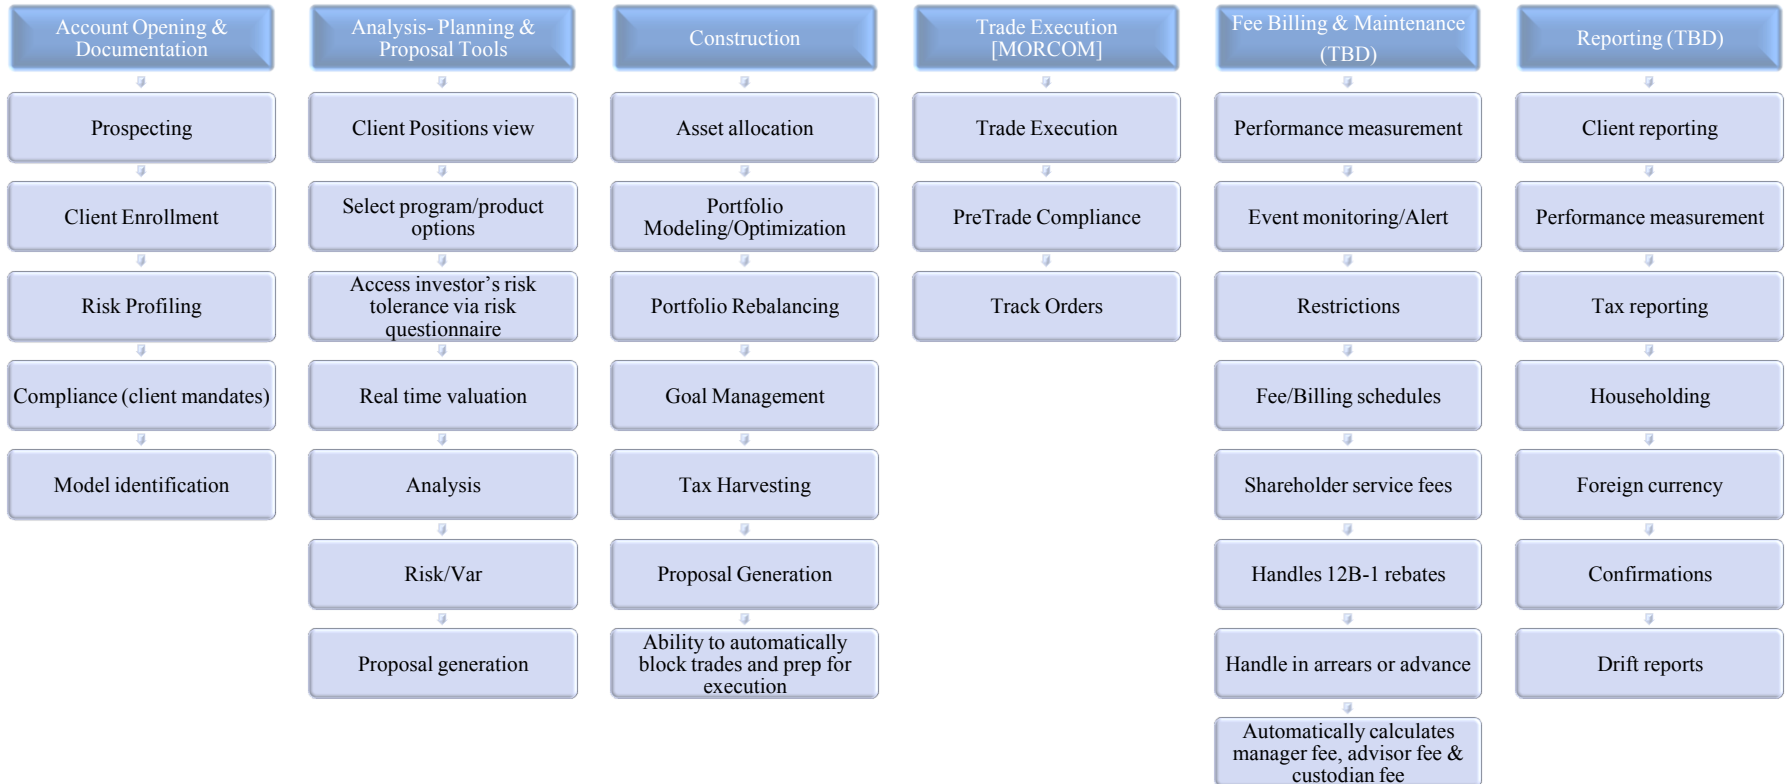 Account Opening &
Documentation
Prospecting
Client Enrollment
Risk Profiling
Compliance (client mandates)
Model identification
Analysis- Planning &
Proposal Tools
Client Positions view
Select program/product
options
Access investor’s risk
tolerance via risk
questionnaire
Real time valuation
Analysis
Risk/Var
Proposal generation
Construction
Asset allocation
Portfolio
Modeling/Optimization
Portfolio Rebalancing
Goal Management
Tax Harvesting
Proposal Generation
Ability to automatically
block trades and prep for
execution
Trade Execution
[MORCOM]
Trade Execution
PreTrade Compliance
Track Orders
Fee Billing & Maintenance
(TBD)
Performance measurement
Event monitoring/Alert
Restrictions
Fee/Billing schedules
Shareholder service fees
Handles 12B-1 rebates
Handle in arrears or advance
Automatically calculates
manager fee, advisor fee &
custodian fee
Reporting (TBD)
Client reporting
Performance measurement
Tax reporting
Householding
Foreign currency
Confirmations
Drift reports